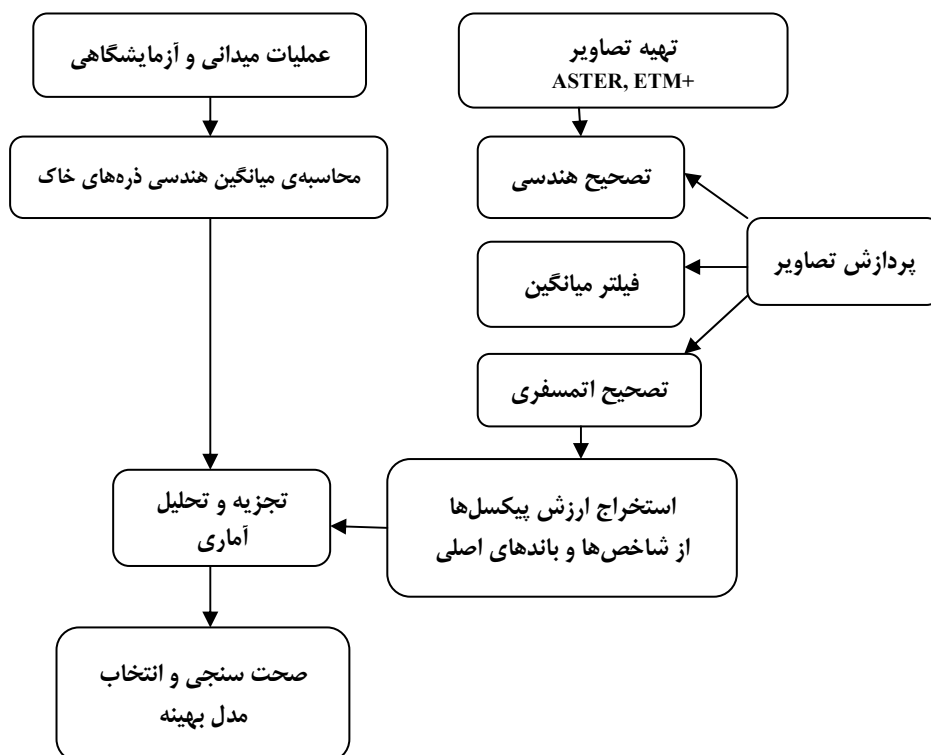 تهیه تصاویر
ASTER, ETM+
عملیات میدانی و آزمایشگاهی
تصحیح هندسی
محاسبه‌ی میانگین هندسی ذره‌های خاک
پردازش تصاویر
فیلتر میانگین
تصحیح اتمسفری
استخراج ارزش پیکسل‌ها
از شاخص‌ها و باندهای اصلی
تجزیه و تحلیل
آماری
صحت سنجی و انتخاب
مدل بهینه